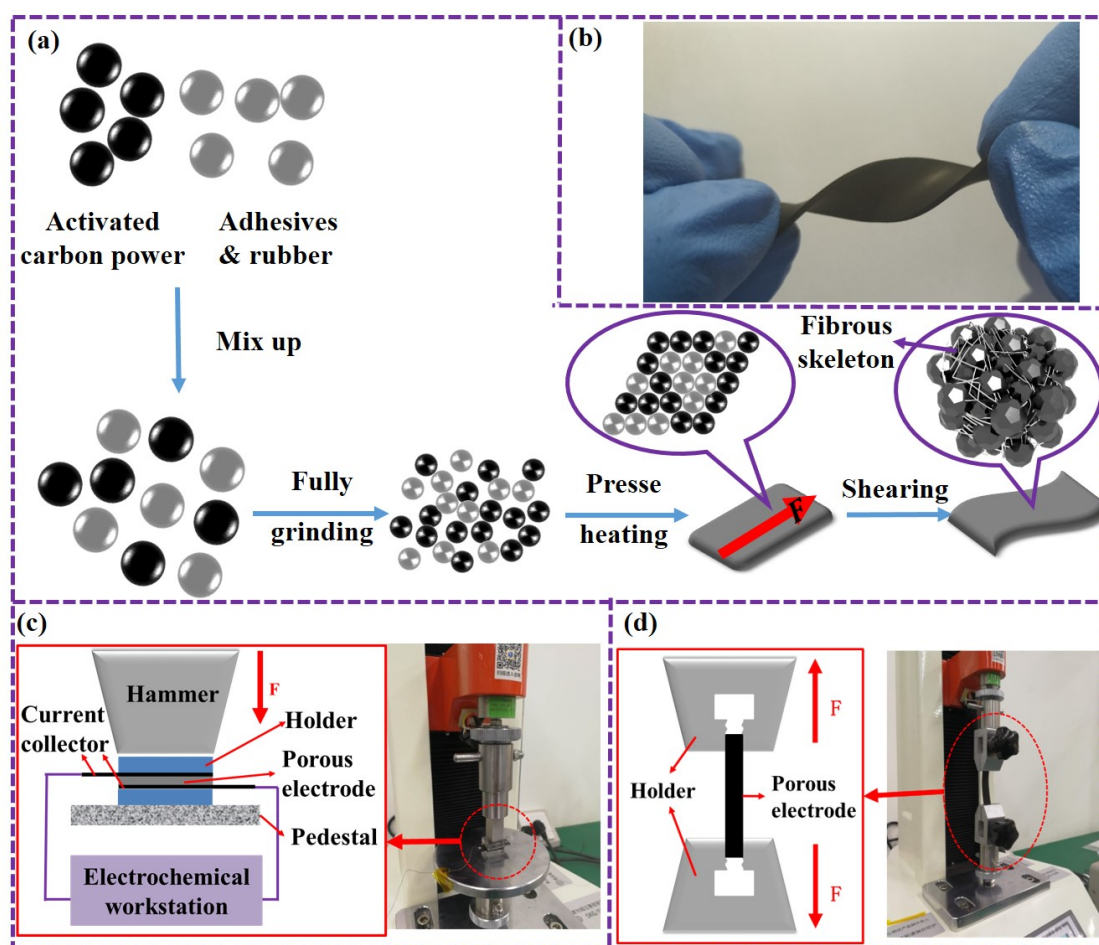 (a)
Activated
carbon power
Adhesives
& rubber
Mix up
Fully
grinding
Presse
heating
F
Shearing
Fibrous
skeleton
(b)
(c)
Hammer
F
Current
collector
Holder
Porous
electrode
Pedestal
Electrochemical
workstation
(d)
F
Holder
Porous
electrode
F